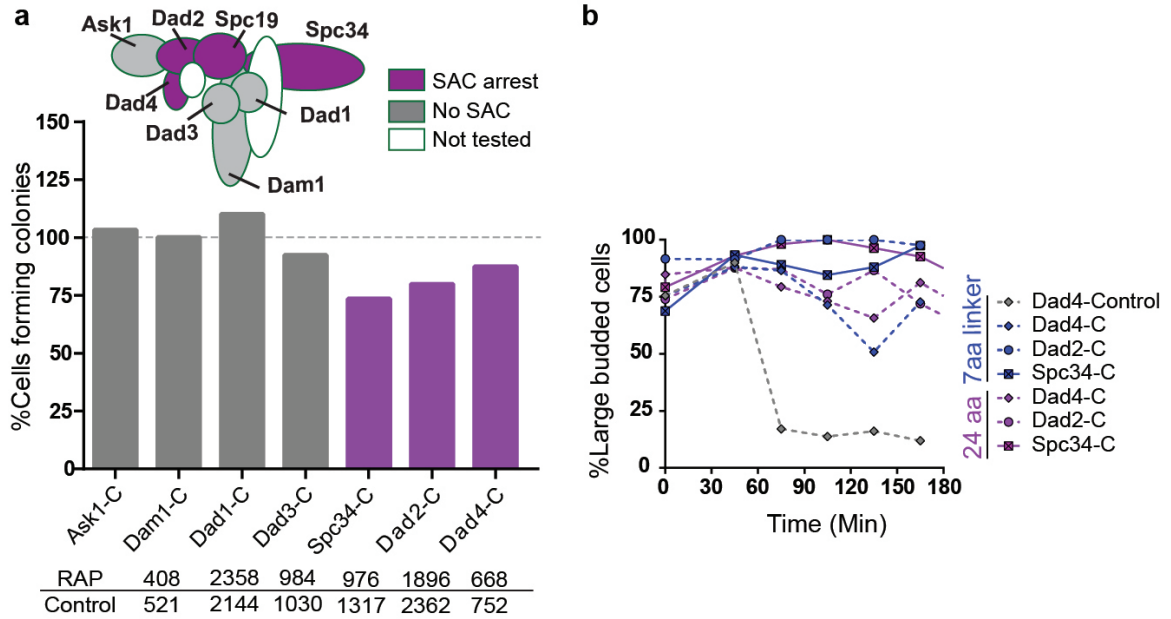 a
Ask1
Dad2
Spc19
Spc34
Dad4
Dad3
Dad1
Dam1
SAC arrest
No SAC
Not tested
%Cells forming colonies
150
125
100
75
50
25
0
Ask1-C
Dam1-C
Dad1-C
Dad3-C
Spc34-C
Dad2-C
Dad4-C
RAP 408 2358 984 976 1896 668
Control 521 2144 1030 1317 2362 752
b
%Large budded cells
100
75
50
25
0
0 30 60 90 120 150 180
Time (Min)
7aa linker
24 aa
Dad4-Control
Dad4-C
Dad2-C
Spc34-C
Dad4-C
Dad2-C
Spc34-C